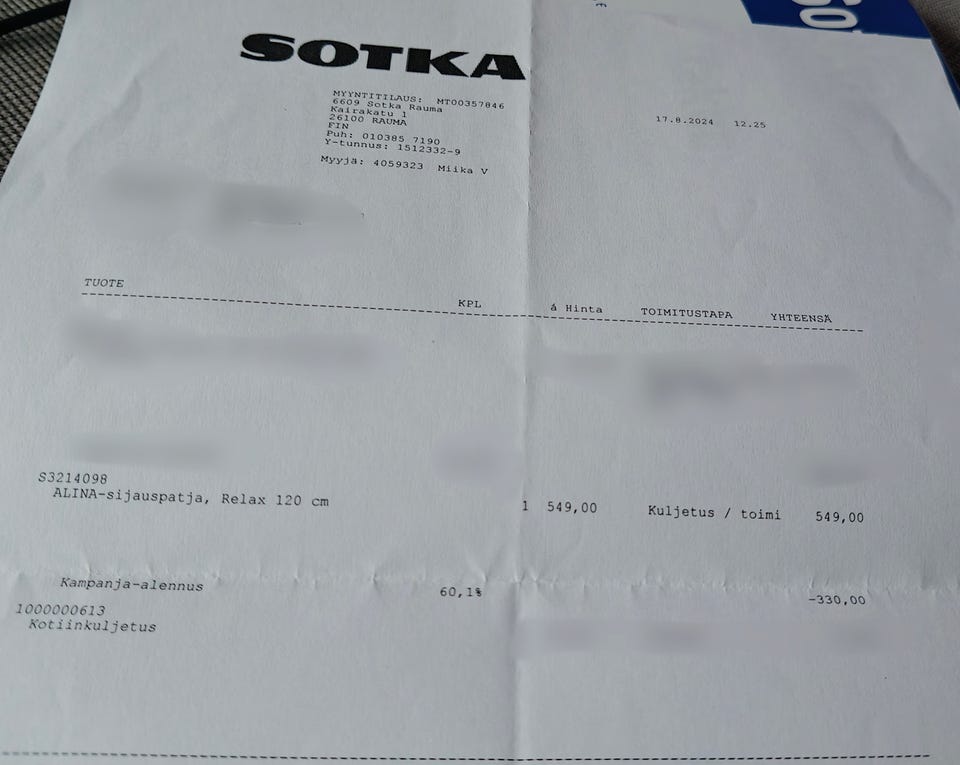 SOTKA
MYYNTITILAUS: MT00357846
6609 Sotka Rauma
Kairakatu 1
26100 RAUMA
FIN
Puh: 010385 7190
Y-tunnus: 1512332-9
Myyjä: 4059323 Miika V
17.8.2024 12.25
TUOTE KPL á Hinta TOIMITUSTAPA YHTEENSÄ
S3214098
ALINA-sijauspatja, Relax 120 cm 1 549,00 Kuljetus / toimi 549,00
Kampanja-alennus 60,1% -330,00
1000000613
Kotiinkuljetus